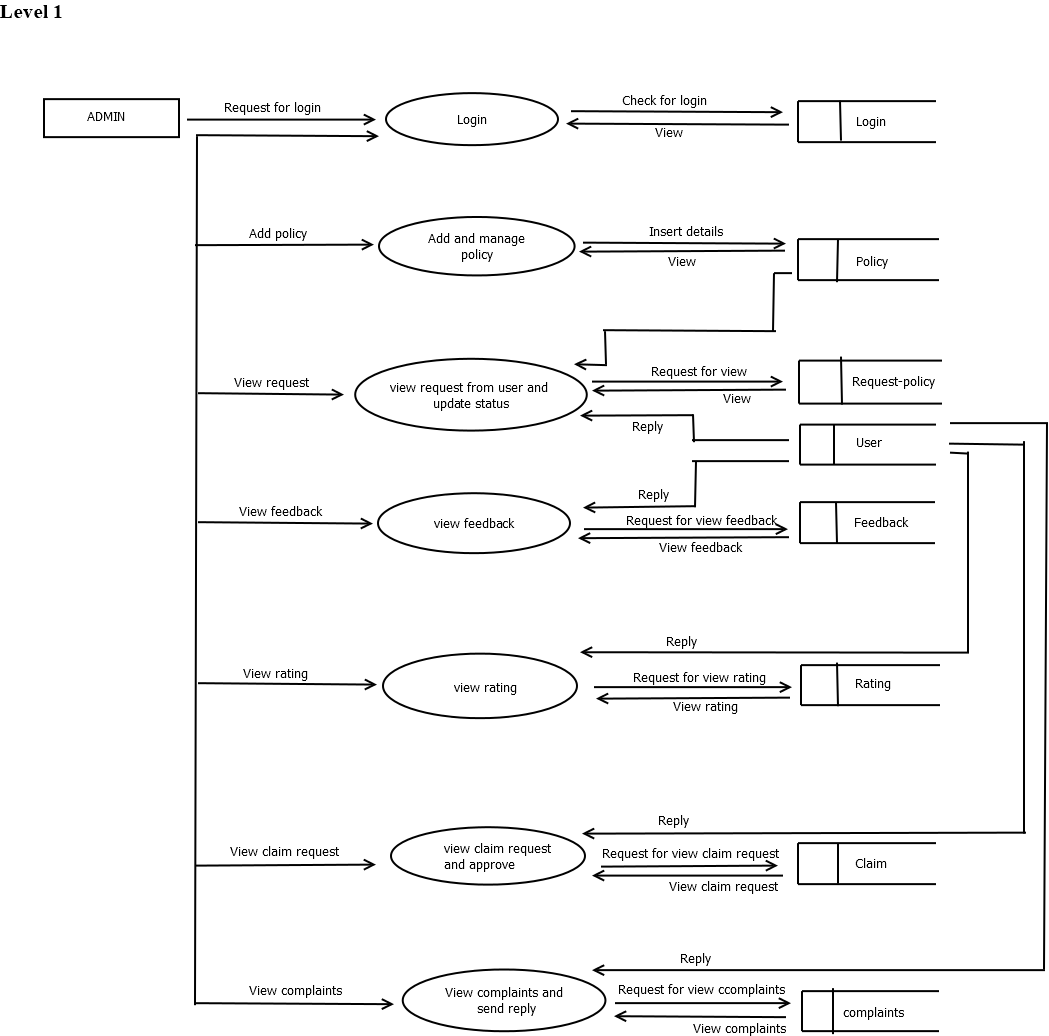 Level 1
ADMIN
Request for login
Login
Check for login
View
Login
Add policy
Add and manage
policy
Insert details
View
Policy
View request
view request from user and
update status
Request for view
View
Request-policy
Reply
User
Reply
View feedback
view feedback
Request for view feedback
View feedback
Feedback
Reply
View rating
view rating
Request for view rating
View rating
Rating
Reply
View claim request
view claim request
and approve
Request for view claim request
View claim request
Claim
Reply
View complaints
View complaints and
send reply
Request for view ccomplaints
View complaints
complaints